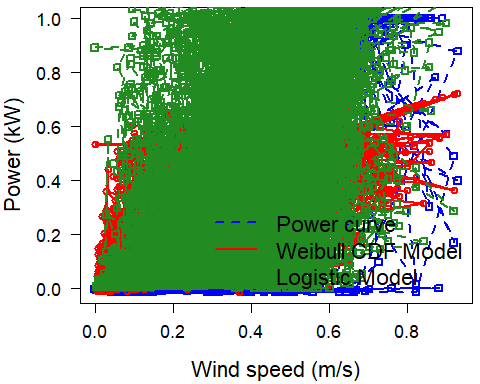 Power (kW)
1.0
0.8
0.6
0.4
0.2
0.0
Power curve
Weibull CDF Model
Logistic Model
0.0 0.2 0.4 0.6 0.8
Wind speed (m/s)